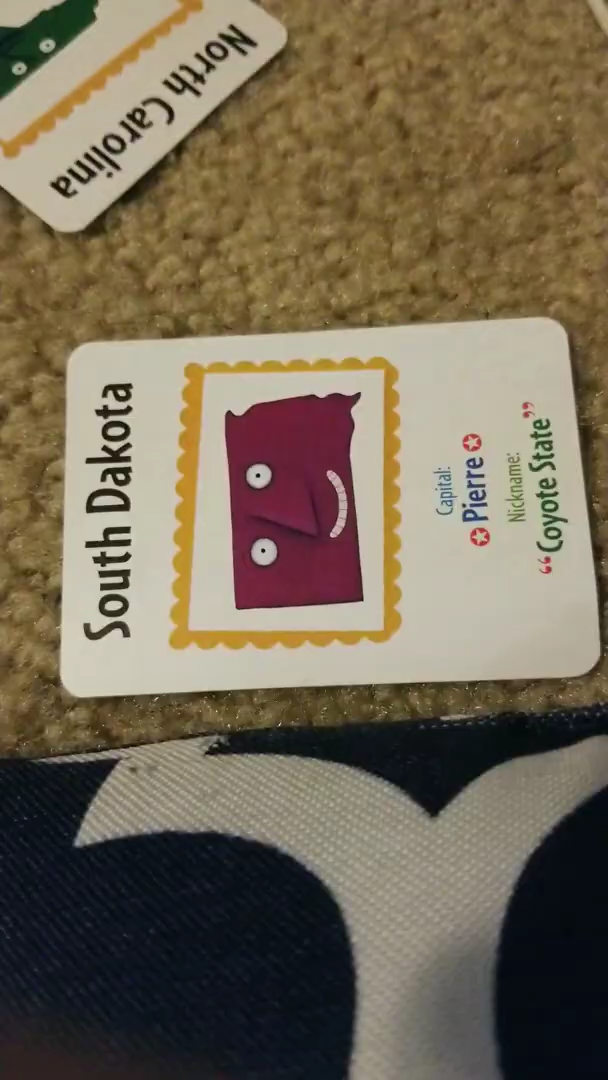 North Carolina
South Dakota
Capital:
Pierre
Nickname:
“Coyote State”